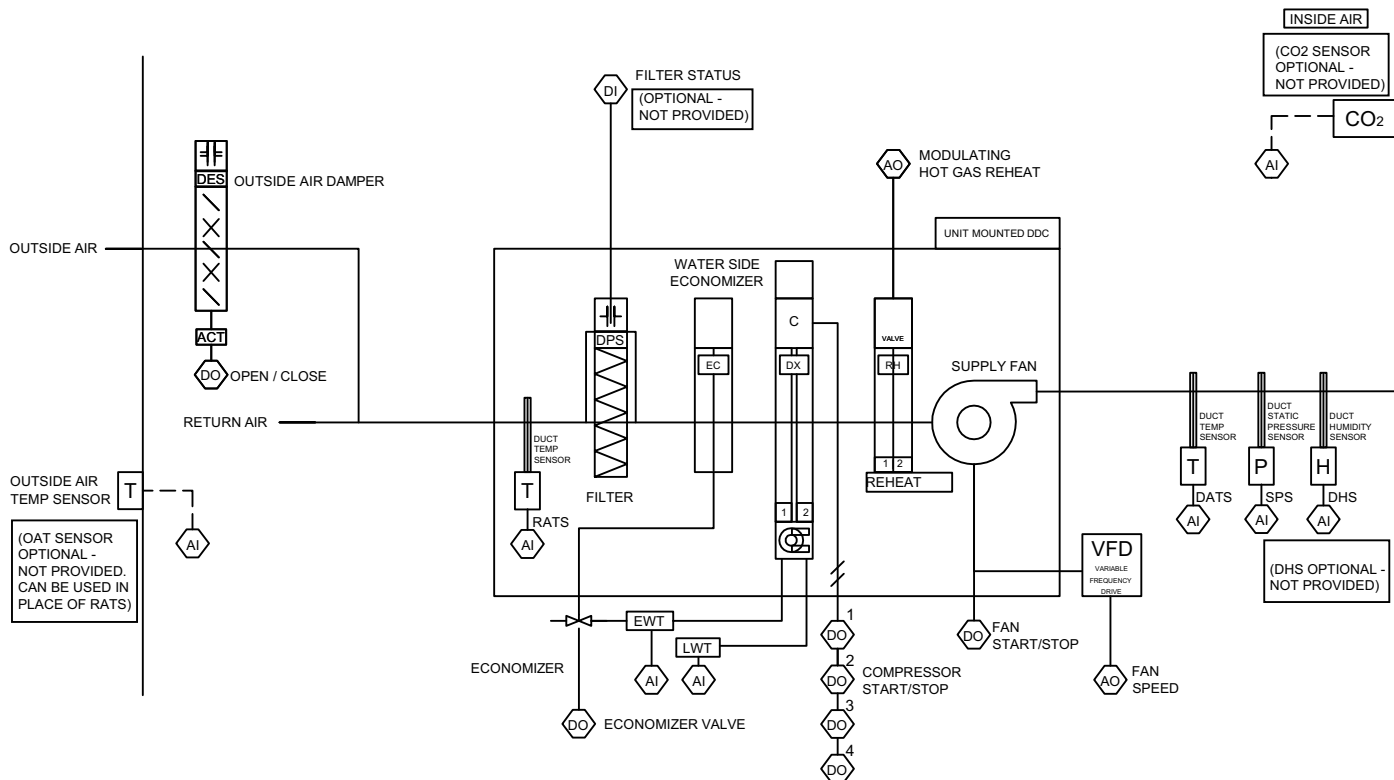 INSIDE AIR
(CO2 SENSOR
OPTIONAL -
NOT PROVIDED)
CO2
AI
FILTER STATUS
DI
(OPTIONAL -
NOT PROVIDED)
AO
MODULATING
HOT GAS REHEAT
DES
OUTSIDE AIR DAMPER
OUTSIDE AIR
ACT
DO
OPEN / CLOSE
RETURN AIR
UNIT MOUNTED DDC
WATER SIDE
ECONOMIZER
DPS
EC
C
DX
VALVE
RH
SUPPLY FAN
DUCT
TEMP
SENSOR
T
RATS
AI
FILTER
1 2
1 2
REHEAT
OUTSIDE AIR
TEMP SENSOR
T
AI
(OAT SENSOR
OPTIONAL -
NOT PROVIDED.
CAN BE USED IN
PLACE OF RATS)
DUCT
TEMP
SENSOR
T
DATS
AI
DUCT
STATIC
PRESSURE
SENSOR
P
SPS
AI
DUCT
HUMIDITY
SENSOR
H
DHS
AI
(DHS OPTIONAL -
NOT PROVIDED)
VFD
VARIABLE
FREQUENCY
DRIVE
EWT
AI
LWT
AI
ECONOMIZER
DO
ECONOMIZER VALVE
DO 1
DO 2
DO 3
DO 4
COMPRESSOR
START/STOP
DO
FAN
START/STOP
AO
FAN
SPEED